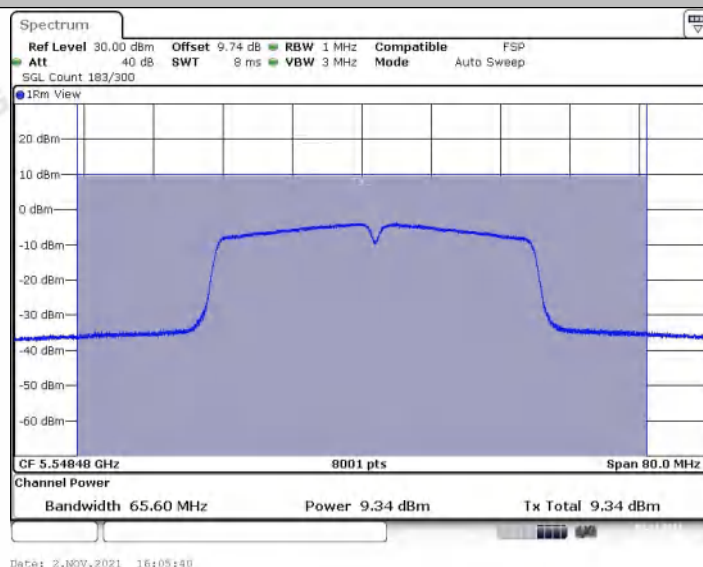 Spectrum
Ref Level 30.00 dBm Offset 9.74 dB RBW 1 MHz Compatible FSP
Att 40 dB SWT 8 ms VBW 3 MHz Mode Auto Sweep
SGL Count 183/300
1Rm View
20 dBm
10 dBm
0 dBm
-10 dBm
-20 dBm
-30 dBm
-40 dBm
-50 dBm
-60 dBm
CF 5.54848 GHz 8001 pts Span 80.0 MHz
Channel Power
Bandwidth 65.60 MHz Power 9.34 dBm Tx Total 9.34 dBm
Date: 2.NOV.2021 16:05:40